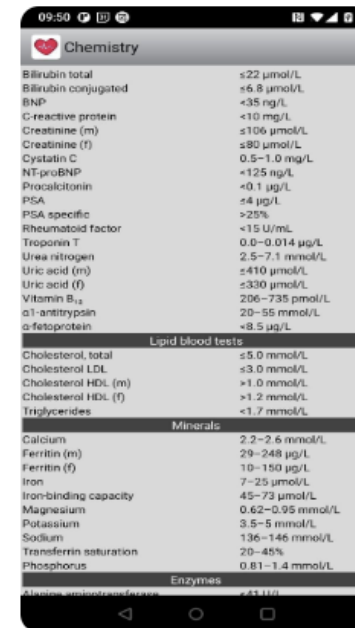 09:50
Chemistry
Bilirubin total ≤22 µmol/L
Bilirubin conjugated ≤6.8 µmol/L
BNP <35 ng/L
C-reactive protein <10 mg/L
Creatinine (m) ≤106 µmol/L
Creatinine (f) ≤80 µmol/L
Cystatin C 0.5–1.0 mg/L
NT-proBNP <125 ng/L
Procalcitonin <0.1 µg/L
PSA ≤4 µg/L
PSA specific >25%
Rheumatoid factor <15 U/mL
Troponin T 0.0–0.014 µg/L
Urea nitrogen 2.5–7.1 mmol/L
Uric acid (m) ≤410 µmol/L
Uric acid (f) ≤330 µmol/L
Vitamin B₁₂ 206–735 pmol/L
α1-antitrypsin 20–55 mmol/L
α-fetoprotein <8.5 µg/L
Lipid blood tests
Cholesterol, total ≤5.0 mmol/L
Cholesterol LDL ≤3.0 mmol/L
Cholesterol HDL (m) >1.0 mmol/L
Cholesterol HDL (f) >1.2 mmol/L
Triglycerides <1.7 mmol/L
Minerals
Calcium 2.2–2.6 mmol/L
Ferritin (m) 29–248 µg/L
Ferritin (f) 10–150 µg/L
Iron 7–25 µmol/L
Iron-binding capacity 45–73 µmol/L
Magnesium 0.62–0.95 mmol/L
Potassium 3.5–5 mmol/L
Sodium 136–146 mmol/L
Transferrin saturation 20–45%
Phosphorus 0.81–1.4 mmol/L
Enzymes
Alanine aminotransferase <41 U/L